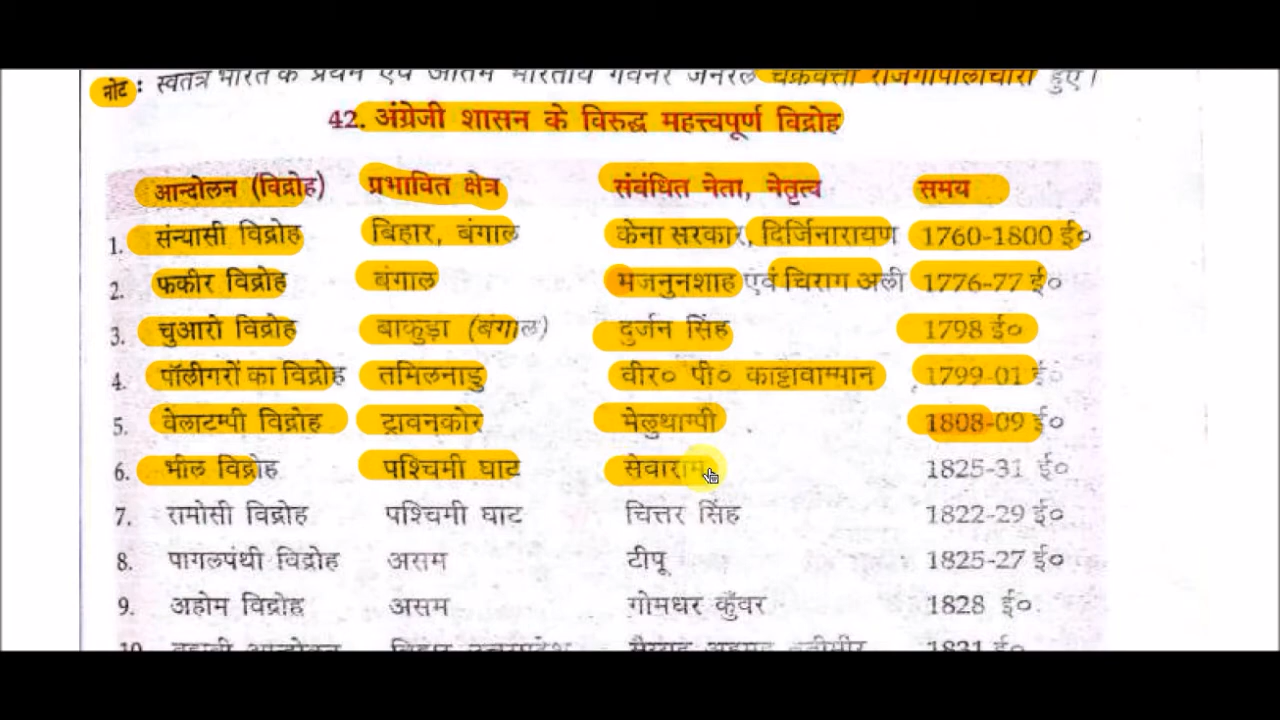 नोट : स्वतंत्र भारत के प्रथम एवं अंतिम भारतीय गवर्नर जनरल चक्रवर्ती राजगोपालाचारी हुए।
42. अंग्रेजी शासन के विरुद्ध महत्त्वपूर्ण विद्रोह
आन्दोलन (विद्रोह) प्रभावित क्षेत्र संबंधित नेता, नेतृत्व समय
1. संन्यासी विद्रोह बिहार, बंगाल केना सरकार, दिर्जिनारायण 1760-1800 ई०
2. फकीर विद्रोह बंगाल मजनुनशाह एवं चिराग अली 1776-77 ई०
3. चुआरो विद्रोह बाकुड़ा (बंगाल) दुर्जन सिंह 1798 ई०
4. पॉलीगरों का विद्रोह तमिलनाडु वीर० पी० काट्टावाम्मान 1799-01 ई०
5. वेलाटम्पी विद्रोह ट्रावनकोर मेलुथाम्पी 1808-09 ई०
6. भील विद्रोह पश्चिमी घाट सेवाराम 1825-31 ई०
7. रामोसी विद्रोह पश्चिमी घाट चित्तर सिंह 1822-29 ई०
8. पागलपंथी विद्रोह असम टीपू 1825-27 ई०
9. अहोम विद्रोह असम गोमधर कुँवर 1828 ई०
10. 1831 ई०